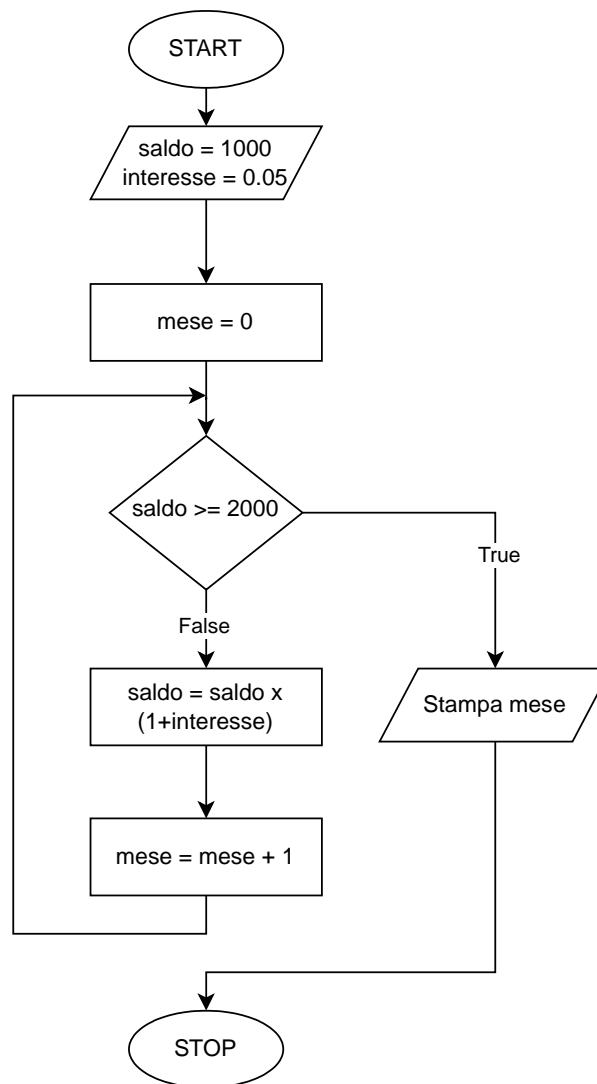 START
saldo = 1000
interesse = 0.05
mese = 0
saldo >= 2000
True
False
saldo = saldo x
(1+interesse)
Stampa mese
mese = mese + 1
STOP